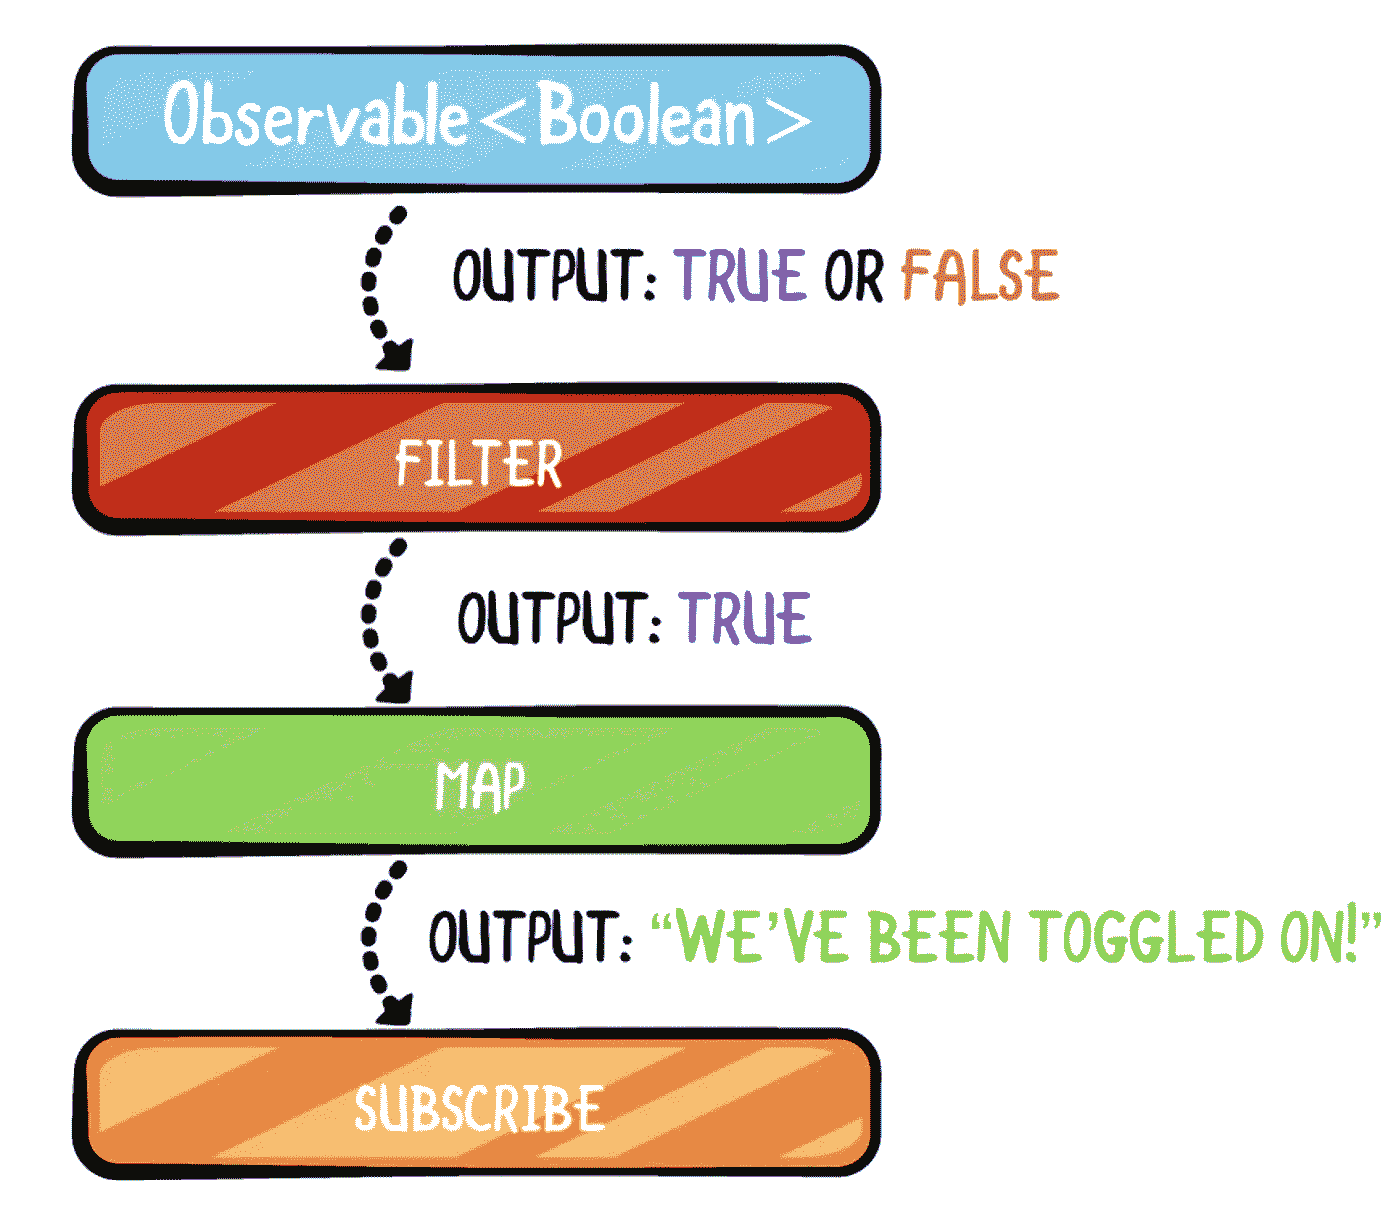 Observable<Boolean>
OUTPUT: TRUE OR FALSE
FILTER
OUTPUT: TRUE
MAP
OUTPUT: “WE’VE BEEN TOGGLED ON!”
SUBSCRIBE